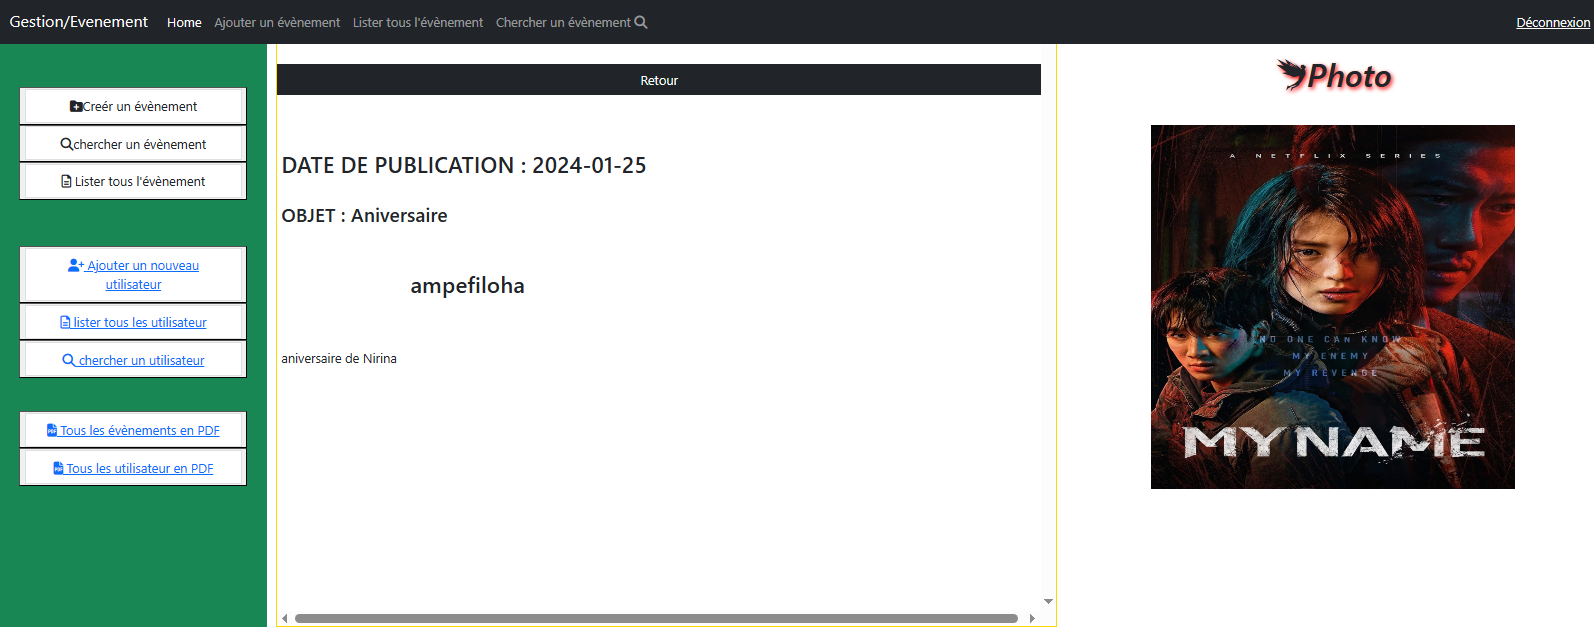 Gestion/Evenement Home Ajouter un évènement Lister tous l'évènement Chercher un évènement Déconnexion
Creér un évènement
chercher un évènement
Lister tous l'évènement
Ajouter un nouveau
utilisateur
lister tous les utilisateur
chercher un utilisateur
Tous les évènements en PDF
Tous les utilisateur en PDF
Retour
DATE DE PUBLICATION : 2024-01-25
OBJET : Aniversaire
ampefiloha
aniversaire de Nirina
Photo
A NETFLIX SERIES
NO ONE CAN KNOW
MY ENEMY
MY REVENGE
MY NAME